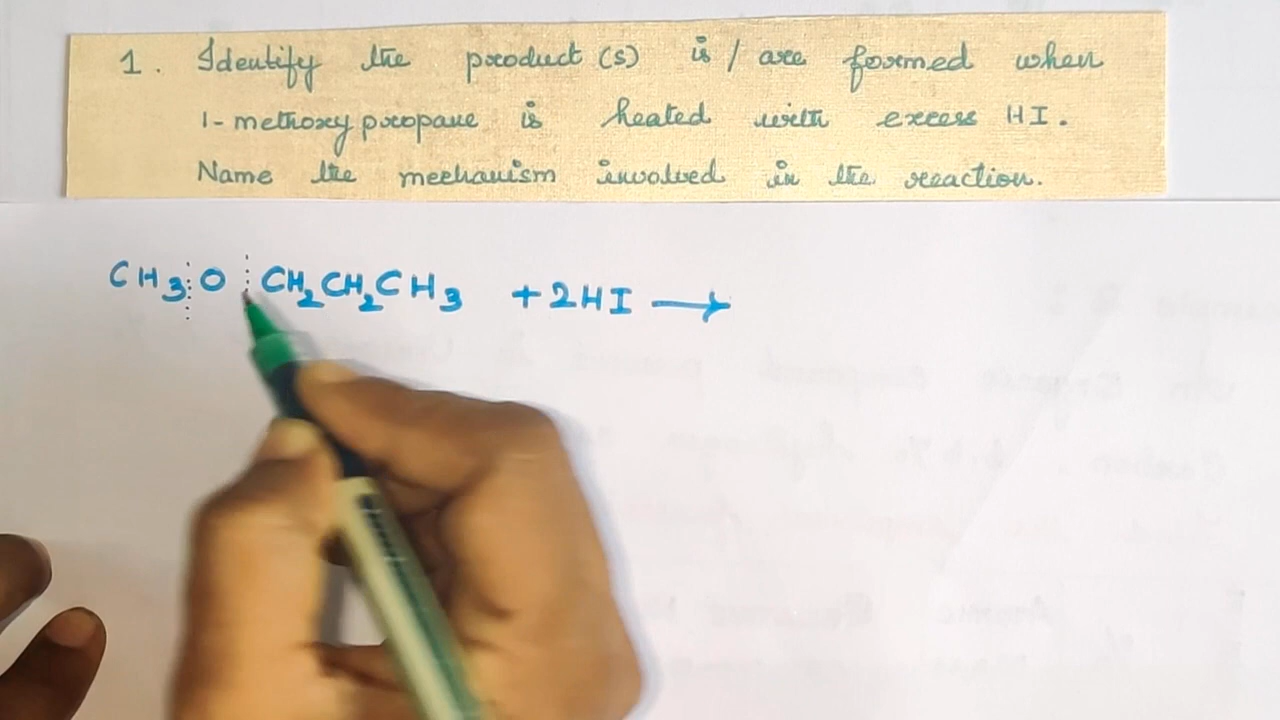 1. Identify the product (s) is / are formed when
1-methoxy propane is heated with excess HI.
Name the mechanism involved in the reaction.
CH3 O CH2CH2CH3 + 2HI →